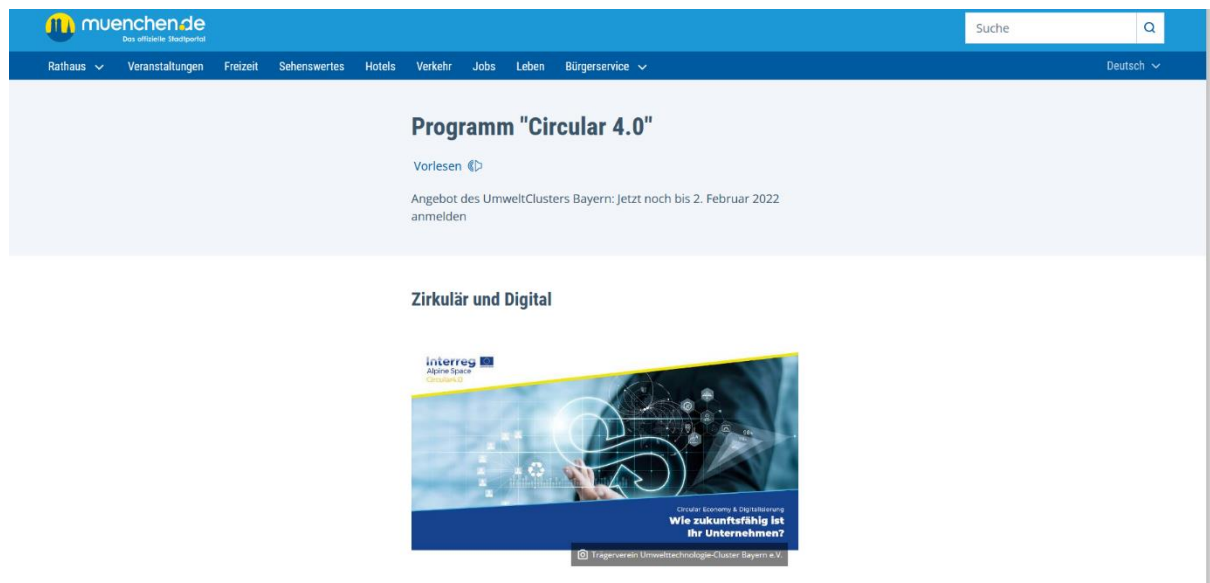 muenchen.de
Das offizielle Stadtportal
Suche
Rathaus Veranstaltungen Freizeit Sehenswertes Hotels Verkehr Jobs Leben Bürgerservice Deutsch
Programm "Circular 4.0"
Vorlesen
Angebot des UmweltClusters Bayern: Jetzt noch bis 2. Februar 2022
anmelden
Zirkulär und Digital
Interreg
Alpine Space
Circular4.0
Circular Economy & Digitalisierung
Wie zukunftsfähig ist
Ihr Unternehmen?
Trägerverein Umwelttechnologie-Cluster Bayern e.V.